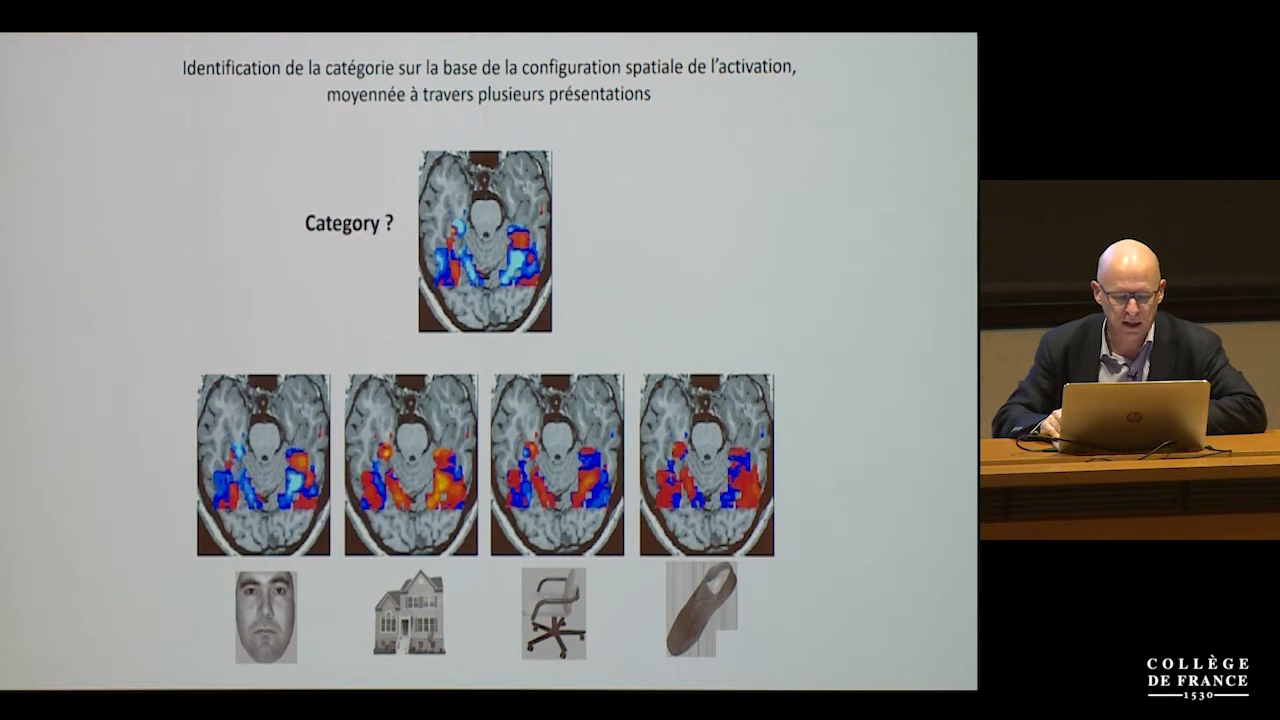 Identification de la catégorie sur la base de la configuration spatiale de l'activation,
moyennée à travers plusieurs présentations
Category ?
COLLÈGE
DE FRANCE
1530